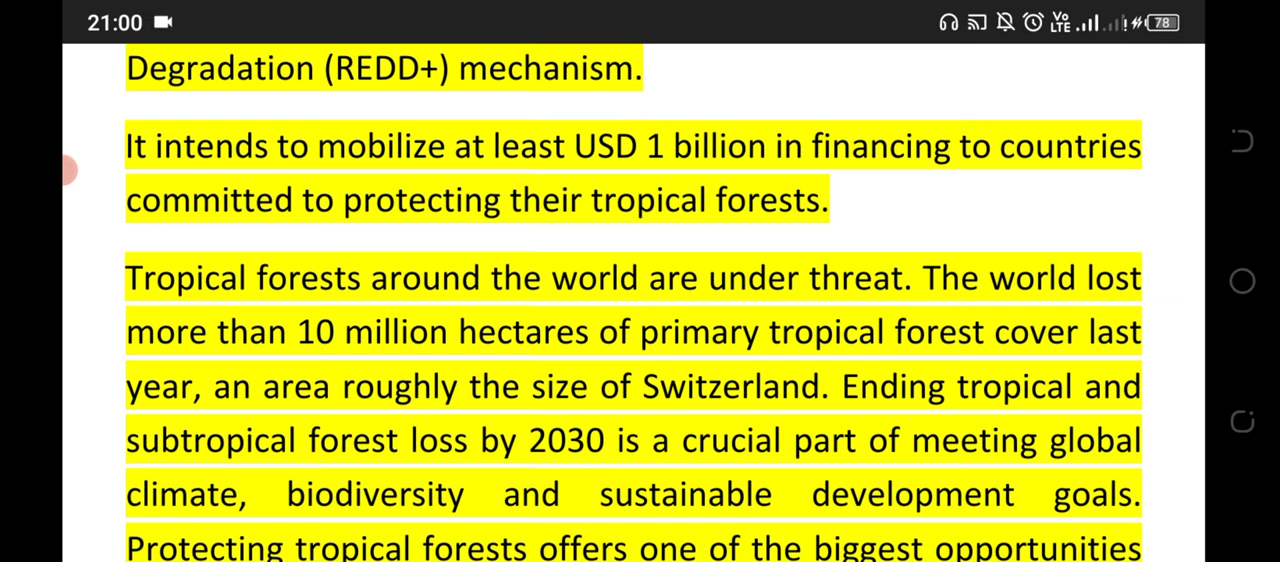 21:00
Vo
LTE
78
Degradation (REDD+) mechanism.
It intends to mobilize at least USD 1 billion in financing to countries
committed to protecting their tropical forests.
Tropical forests around the world are under threat. The world lost
more than 10 million hectares of primary tropical forest cover last
year, an area roughly the size of Switzerland. Ending tropical and
subtropical forest loss by 2030 is a crucial part of meeting global
climate, biodiversity and sustainable development goals.
Protecting tropical forests offers one of the biggest opportunities